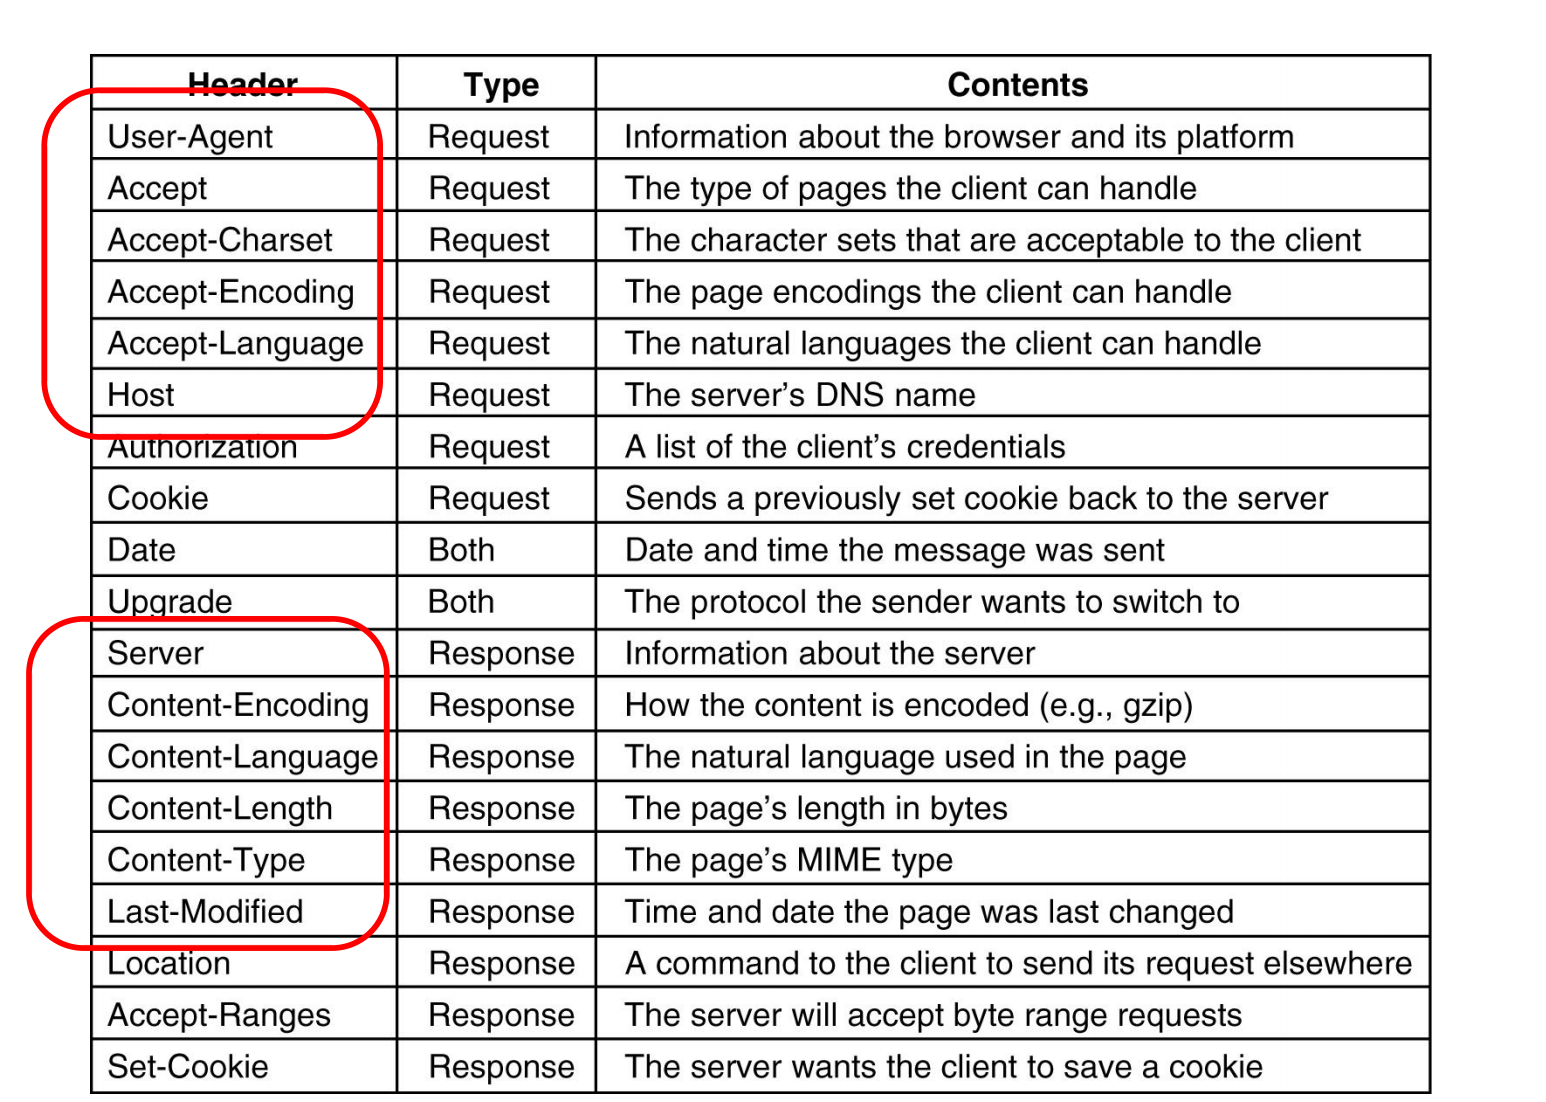 Header Type Contents
User-Agent Request Information about the browser and its platform
Accept Request The type of pages the client can handle
Accept-Charset Request The character sets that are acceptable to the client
Accept-Encoding Request The page encodings the client can handle
Accept-Language Request The natural languages the client can handle
Host Request The server’s DNS name
Authorization Request A list of the client’s credentials
Cookie Request Sends a previously set cookie back to the server
Date Both Date and time the message was sent
Upgrade Both The protocol the sender wants to switch to
Server Response Information about the server
Content-Encoding Response How the content is encoded (e.g., gzip)
Content-Language Response The natural language used in the page
Content-Length Response The page’s length in bytes
Content-Type Response The page’s MIME type
Last-Modified Response Time and date the page was last changed
Location Response A command to the client to send its request elsewhere
Accept-Ranges Response The server will accept byte range requests
Set-Cookie Response The server wants the client to save a cookie